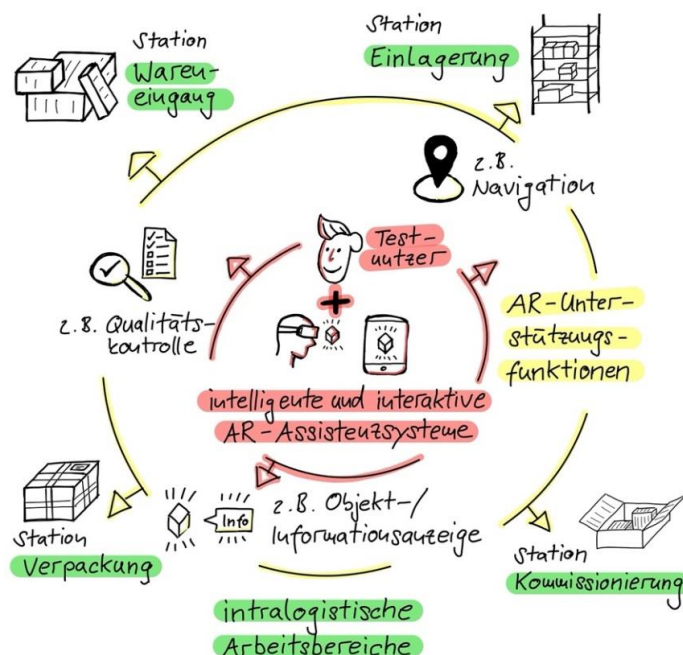 Station
Waren-
eingang
Station
Einlagerung
z.B.
Navigation
Test-
nutzer
z.B. Qualitäts-
kontrolle
AR-Unter-
stützungs-
funktionen
intelligente und interaktive
AR-Assistenzsysteme
z.B. Objekt-/
Informationsanzeige
Info
Station
Verpackung
Station
Kommissionierung
intralogistische
Arbeitsbereiche